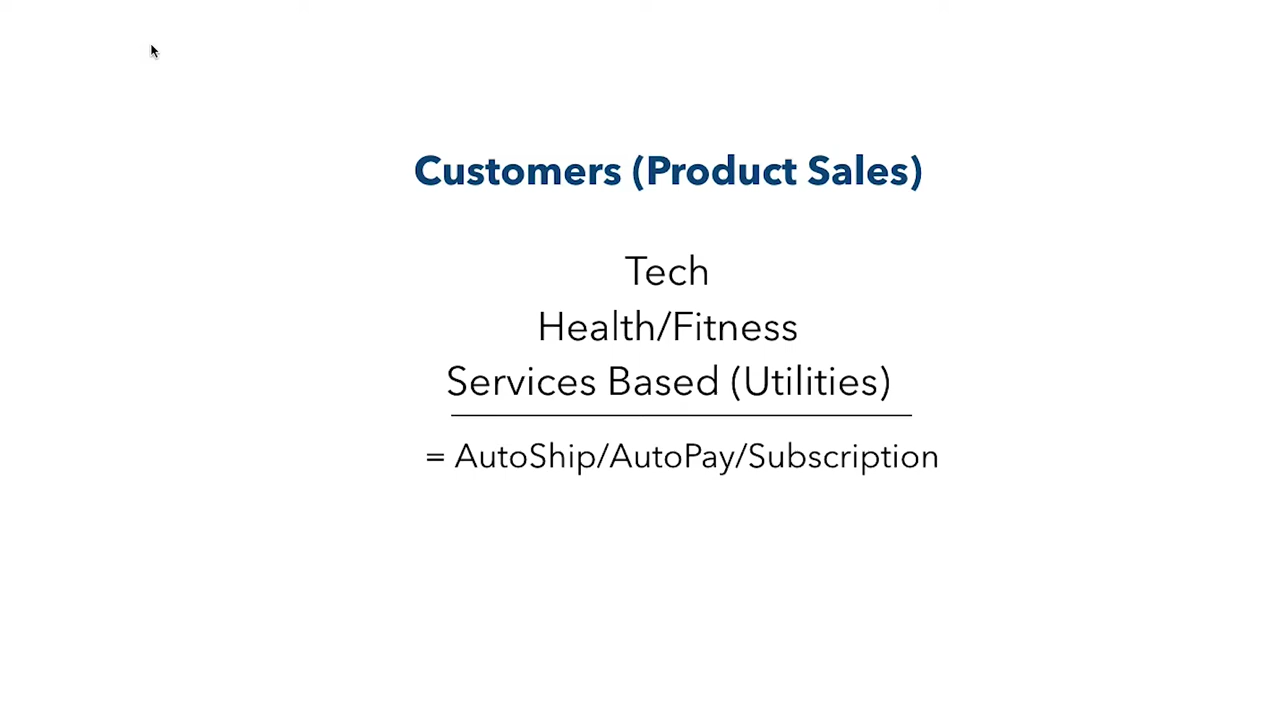 Customers (Product Sales)
Tech
Health/Fitness
Services Based (Utilities)
= AutoShip/AutoPay/Subscription